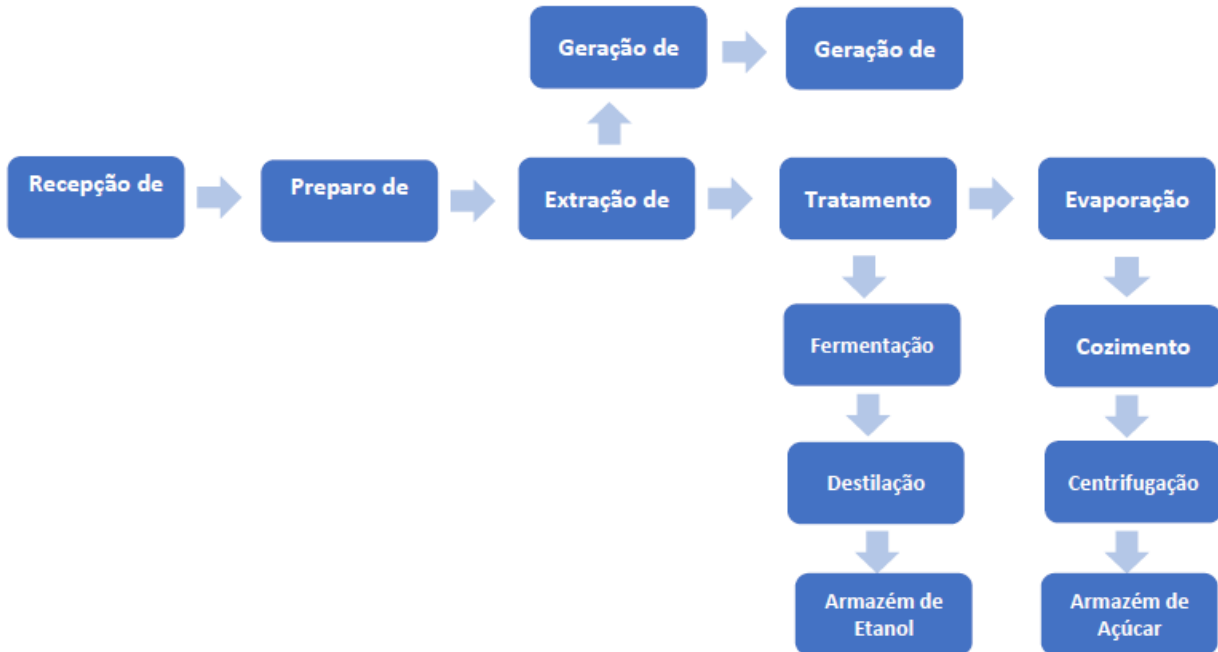 Geração de
Geração de
Recepção de
Preparo de
Extração de
Tratamento
Evaporação
Fermentação
Cozimento
Destilação
Centrifugação
Armazém de
Etanol
Armazém de
Açúcar